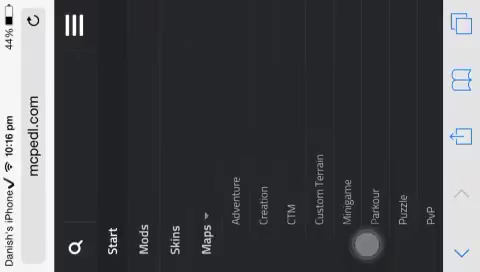 Danish's iPhone 10:16 pm 44%
mcpedl.com
Start
Mods
Skins
Maps
Adventure
Creation
CTM
Custom Terrain
Minigame
Parkour
Puzzle
PvP